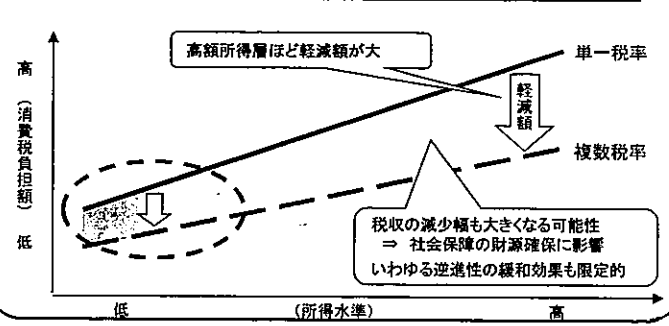 高額所得層ほど軽減額が大
単一税率
高
(消費税負担額)
低
軽減額
複数税率
税収の減少幅も大きくなる可能性
⇒ 社会保障の財源確保に影響
いわゆる逆進性の緩和効果も限定的
低
(所得水準)
高